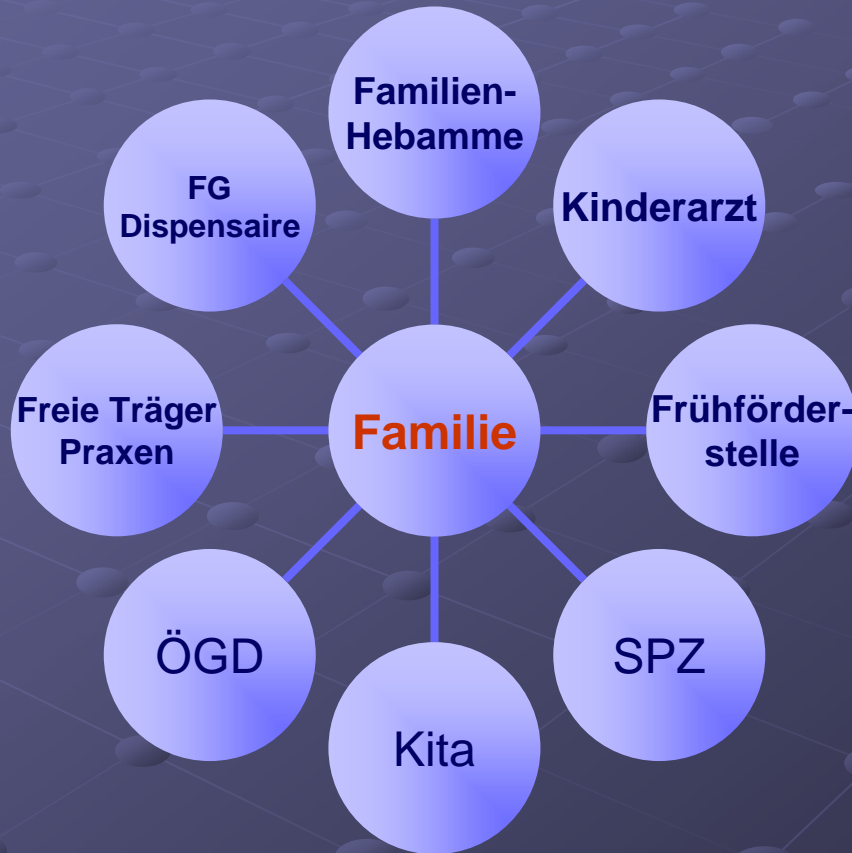 Familien-
Hebamme
FG
Dispensaire
Kinderarzt
Freie Träger
Praxen
Familie
Frühförder-
stelle
ÖGD
SPZ
Kita